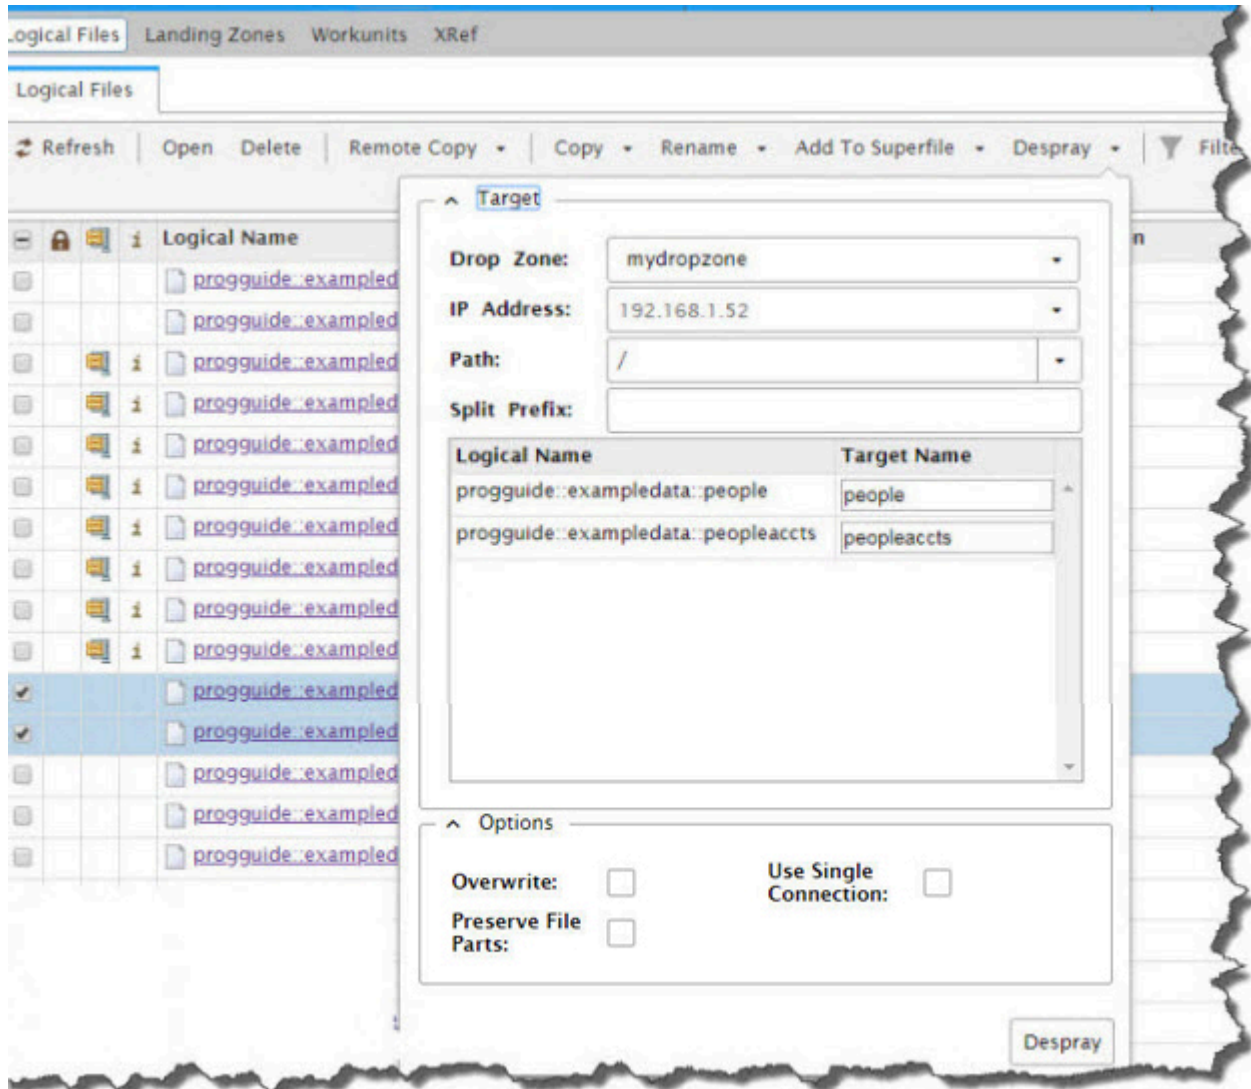 Logical Files Landing Zones Workunits XRef
Logical Files
Refresh Open Delete Remote Copy Copy Rename Add To Superfile Despray Filte
Target
i Logical Name n
Drop Zone: mydropzone
progguide::exampled
IP Address: 192.168.1.52
progguide::exampled
Path: /
i progguide::exampled
Split Prefix:
i progguide::exampled
Logical Name Target Name
i progguide::exampled
progguide::exampledata::people people
i progguide::exampled
progguide::exampledata::peopleaccts peopleaccts
i progguide::exampled
i progguide::exampled
i progguide::exampled
i progguide::exampled
progguide::exampled
progguide::exampled
progguide::exampled
progguide::exampled
progguide::exampled
Options
Overwrite:
Use Single
Connection:
Preserve File
Parts:
Despray